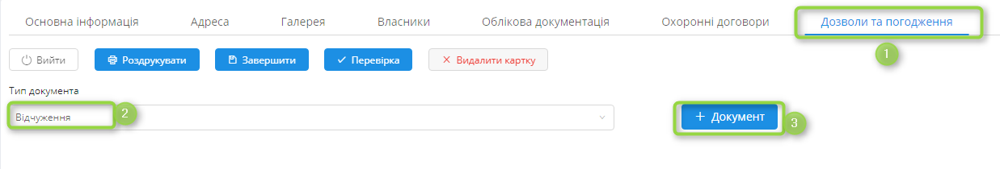 Основна інформація Адреса Галерея Власники Облікова документація Охоронні договори Дозволи та погодження
1
Вийти Роздрукувати Завершити Перевірка Видалити картку
Тип документа
Відчуження 2 + Документ 3